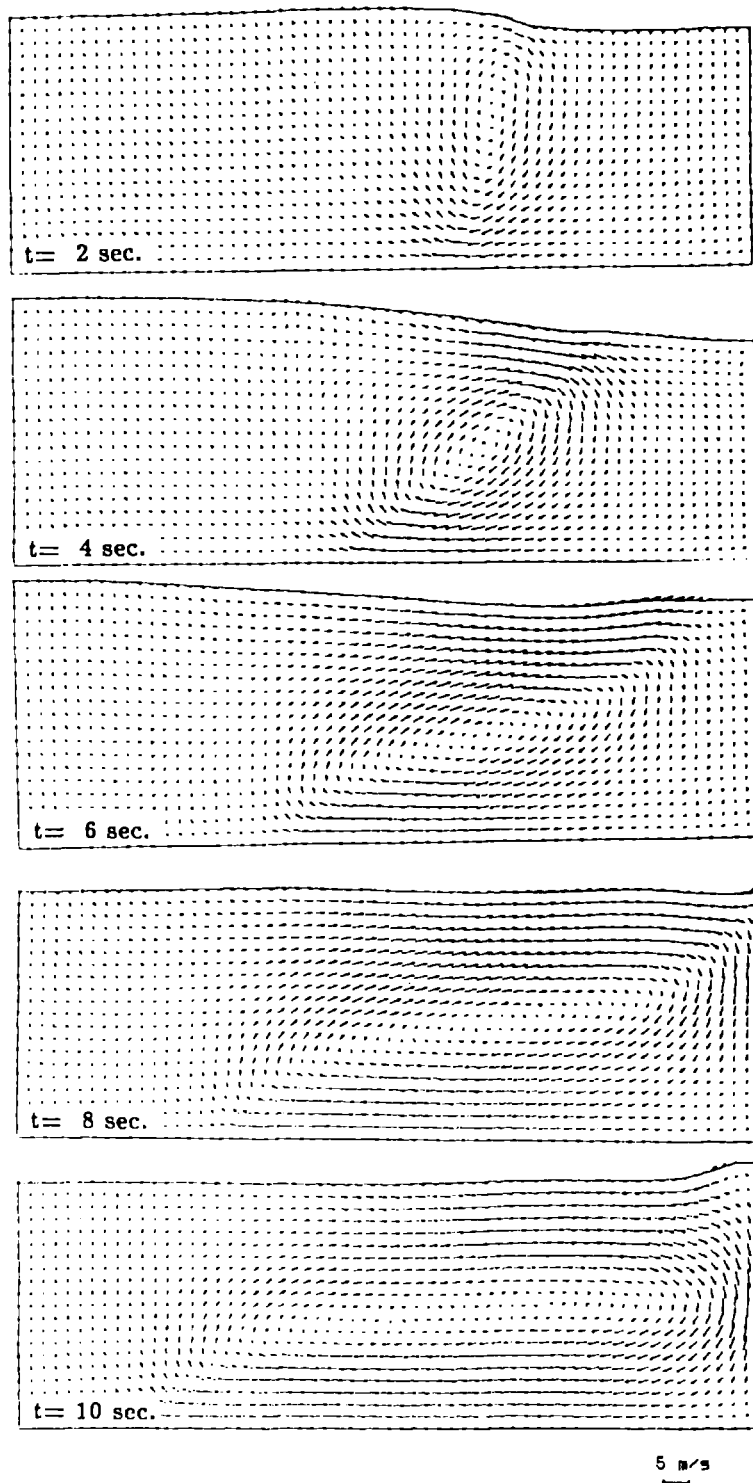 t= 2 sec.
t= 4 sec.
t= 6 sec.
t= 8 sec.
t= 10 sec.
5 m/s